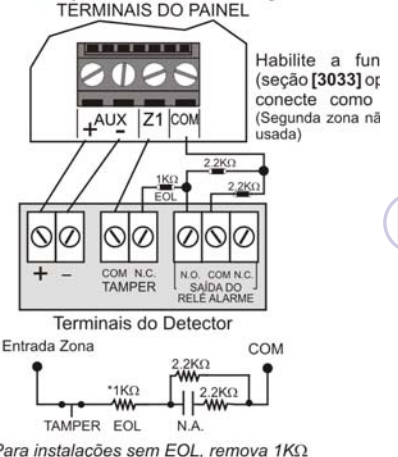 TERMINAIS DO PAINEL
Habilite a fun
(seção [3033] op
conecte como
(Segunda zona nã
usada)
+ AUX - Z1 COM
2.2KΩ
1KΩ
EOL
2.2KΩ
+ - COM N.C. N.O. COM N.C.
TAMPER SAÍDA DO
RELÉ ALARME
Terminais do Detector
Entrada Zona COM
2.2KΩ
*1KΩ 2.2KΩ
TAMPER EOL N.A.
Para instalações sem EOL, remova 1KΩ